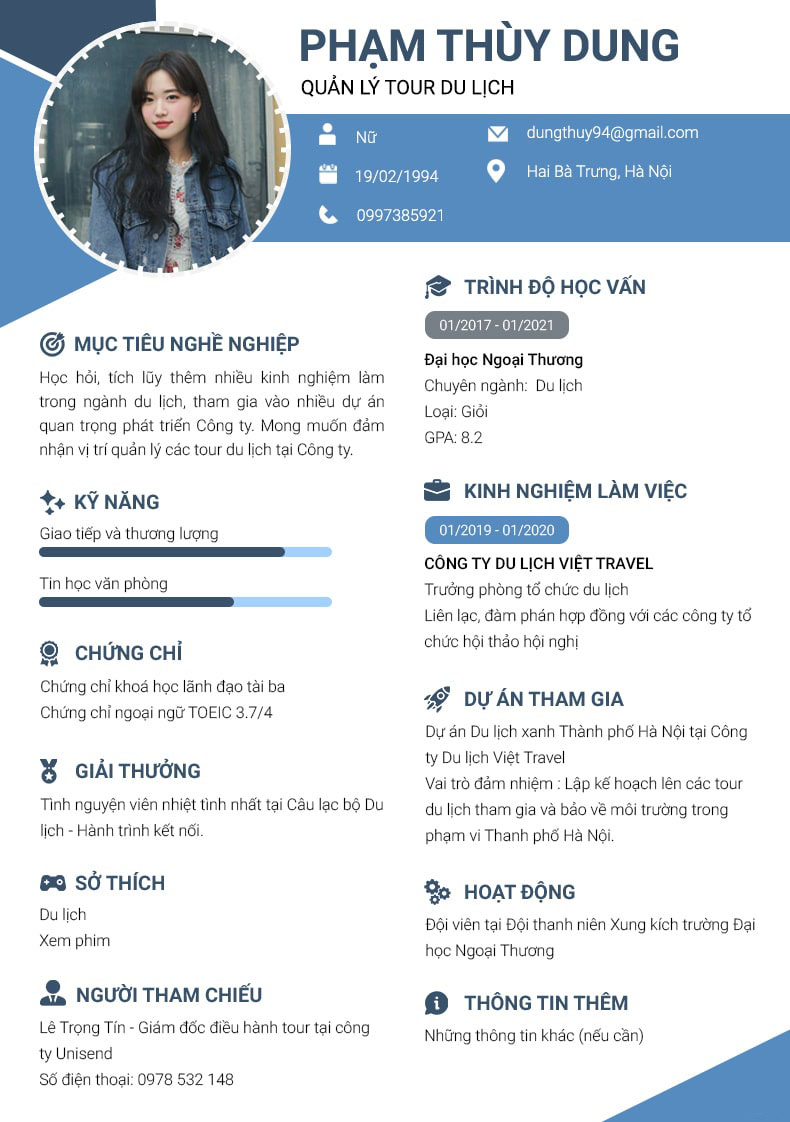 PHẠM THÙY DUNG
QUẢN LÝ TOUR DU LỊCH
Nữ
19/02/1994
0997385921
dungthuy94@gmail.com
Hai Bà Trưng, Hà Nội
MỤC TIÊU NGHỀ NGHIỆP
Học hỏi, tích lũy thêm nhiều kinh nghiệm làm
trong ngành du lịch, tham gia vào nhiều dự án
quan trọng phát triển Công ty. Mong muốn đảm
nhận vị trí quản lý các tour du lịch tại Công ty.
KỸ NĂNG
Giao tiếp và thương lượng
Tin học văn phòng
CHỨNG CHỈ
Chứng chỉ khoá học lãnh đạo tài ba
Chứng chỉ ngoại ngữ TOEIC 3.7/4
GIẢI THƯỞNG
Tình nguyện viên nhiệt tình nhất tại Câu lạc bộ Du
lịch - Hành trình kết nối.
SỞ THÍCH
Du lịch
Xem phim
NGƯỜI THAM CHIẾU
Lê Trọng Tín - Giám đốc điều hành tour tại công
ty Unisend
Số điện thoại: 0978 532 148
TRÌNH ĐỘ HỌC VẤN
01/2017 - 01/2021
Đại học Ngoại Thương
Chuyên ngành: Du lịch
Loại: Giỏi
GPA: 8.2
KINH NGHIỆM LÀM VIỆC
01/2019 - 01/2020
CÔNG TY DU LỊCH VIỆT TRAVEL
Trưởng phòng tổ chức du lịch
Liên lạc, đàm phán hợp đồng với các công ty tổ
chức hội thảo hội nghị
DỰ ÁN THAM GIA
Dự án Du lịch xanh Thành phố Hà Nội tại Công
ty Du lịch Việt Travel
Vai trò đảm nhiệm : Lập kế hoạch lên các tour
du lịch tham gia và bảo về môi trường trong
phạm vi Thanh phố Hà Nội.
HOẠT ĐỘNG
Đội viên tại Đội thanh niên Xung kích trường Đại
học Ngoại Thương
THÔNG TIN THÊM
Những thông tin khác (nếu cần)